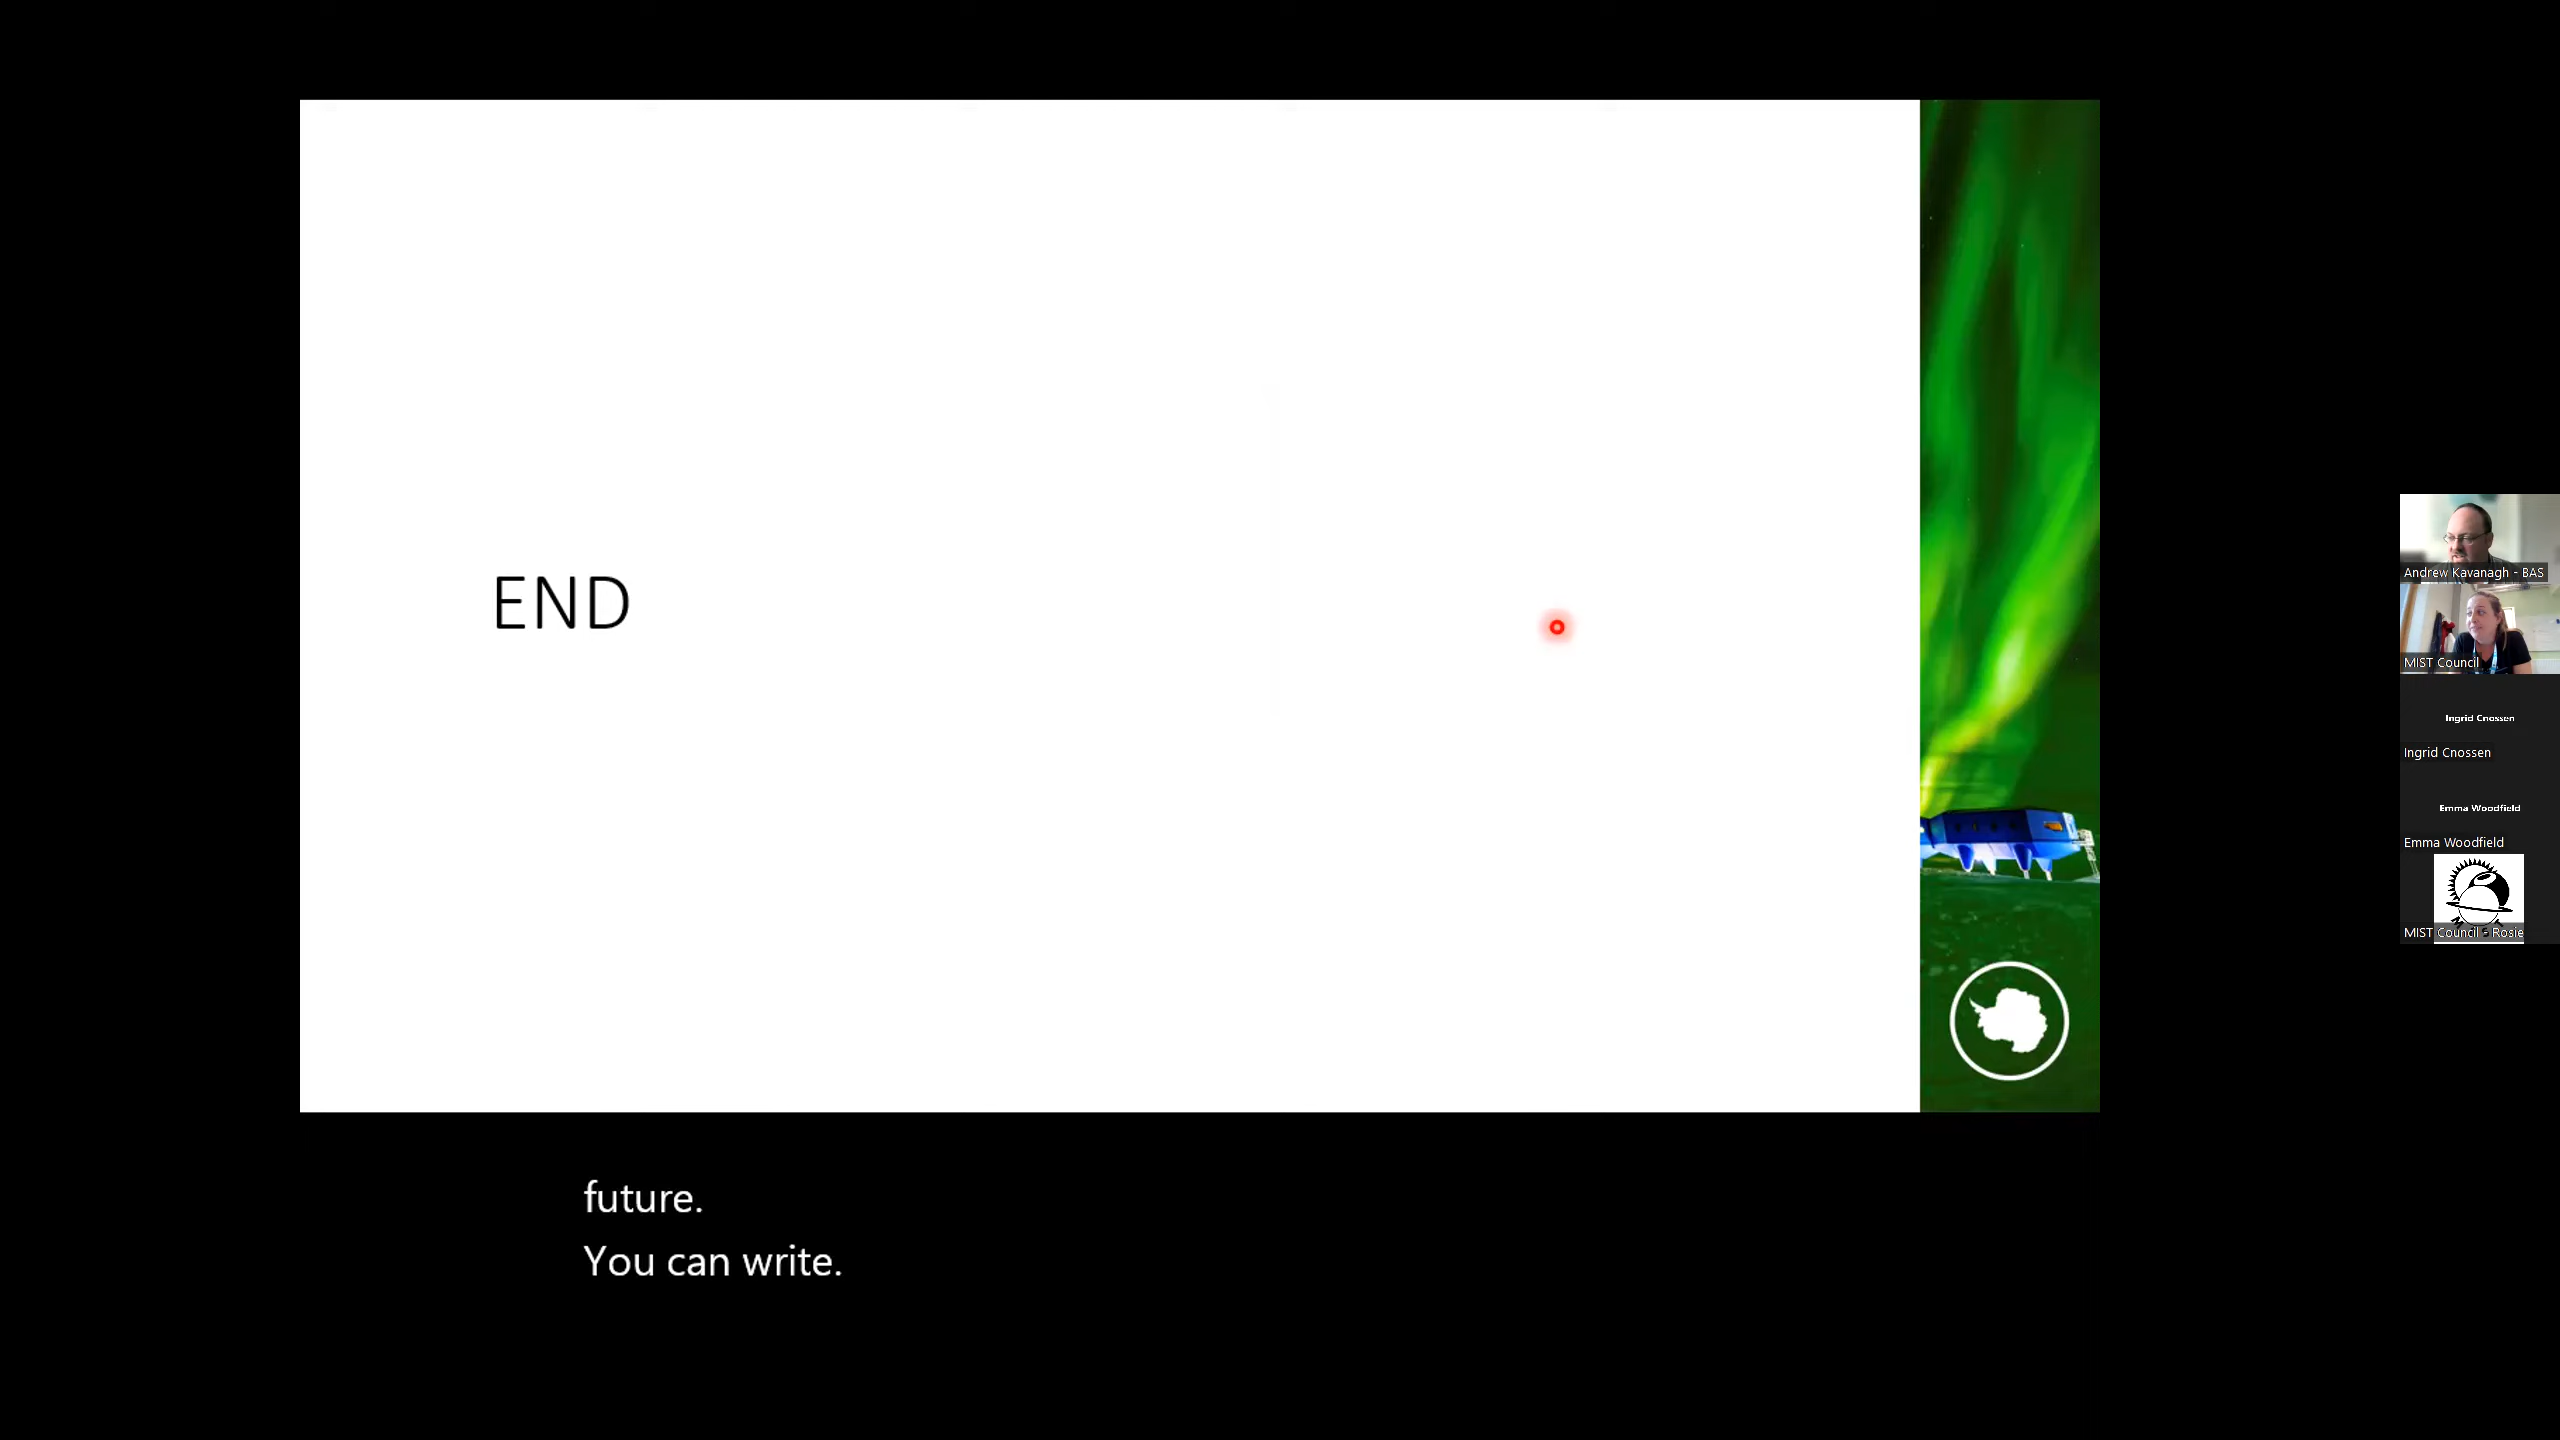 END
Andrew Kavanagh - BAS
MIST Council
Ingrid Cnossen
Ingrid Cnossen
Emma Woodfield
Emma Woodfield
MIST Council - Rosie
future.
You can write.